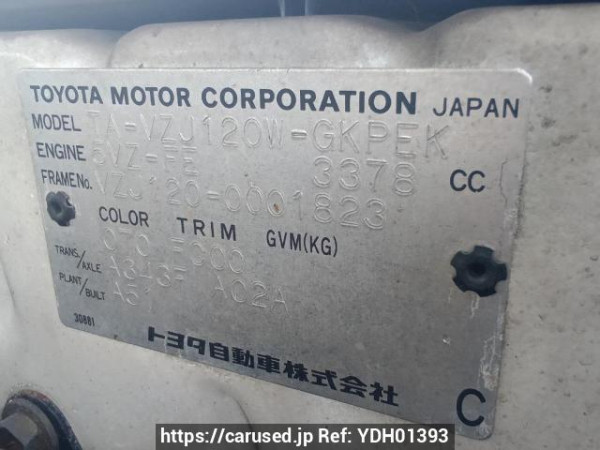 TOYOTA MOTOR CORPORATION JAPAN
MODEL TA-VZJ120W-GKPEK
ENGINE 5VZ-FE 3378 CC
FRAME No. VZJ120-0001823
COLOR TRIM GVM(KG)
070 FC00
TRANS./AXLE A343F A02A
PLANT/BUILT A51
30881
トヨタ自動車株式会社
C
https://carused.jp Ref: YDH01393